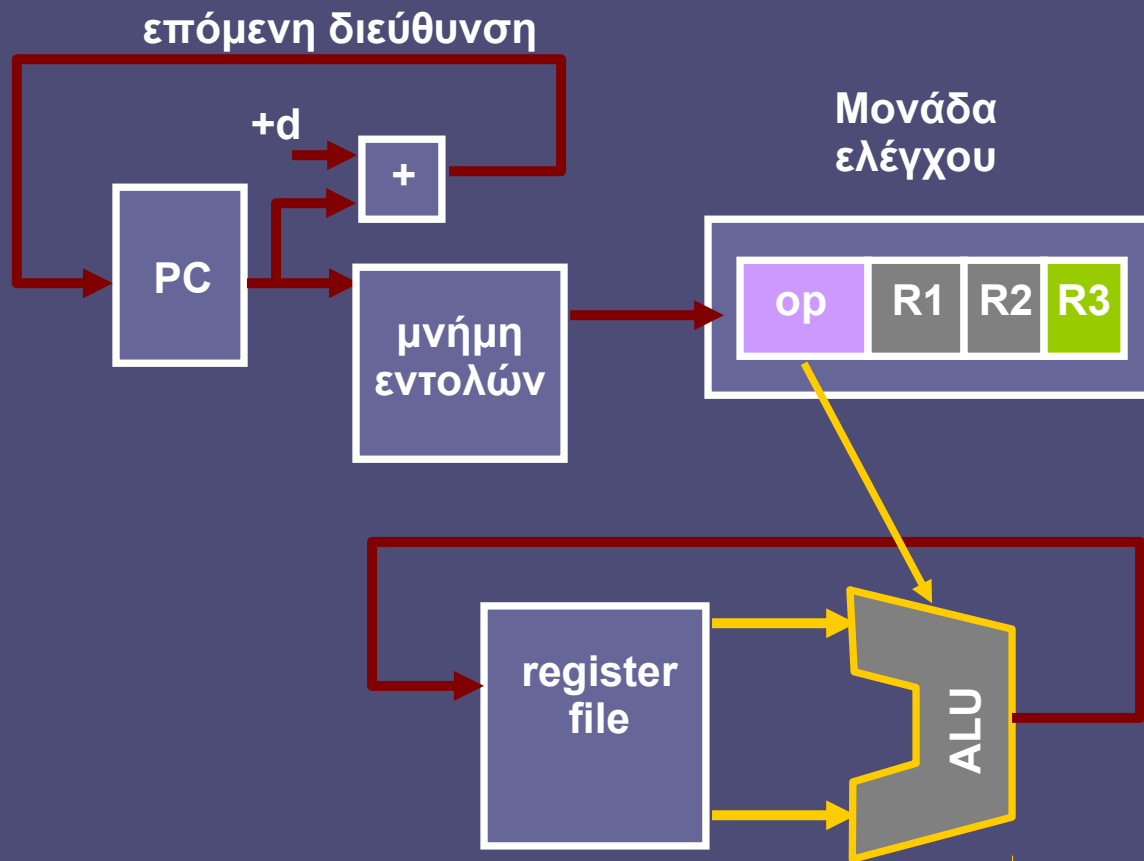 επόμενη διεύθυνση
+d
+
Μονάδα
ελέγχου
PC
op R1 R2 R3
μνήμη
εντολών
register
file
ALU